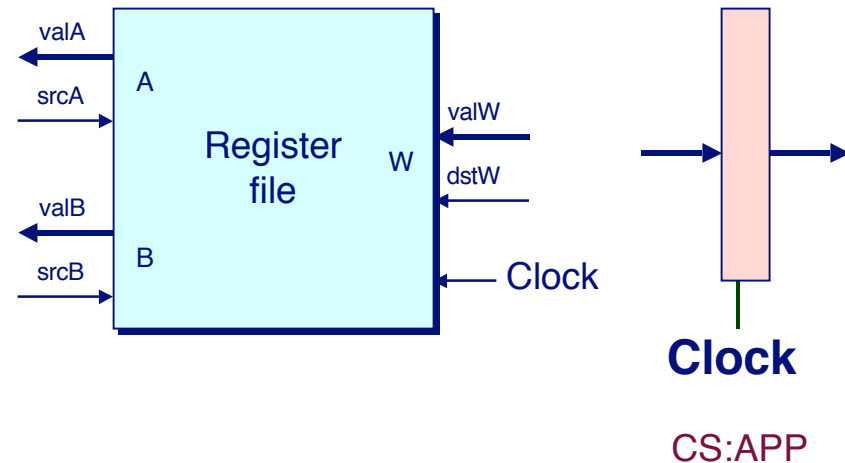 valA
A
srcA
Register
file
valW
W
dstW
valB
B
srcB
Clock
Clock
CS:APP